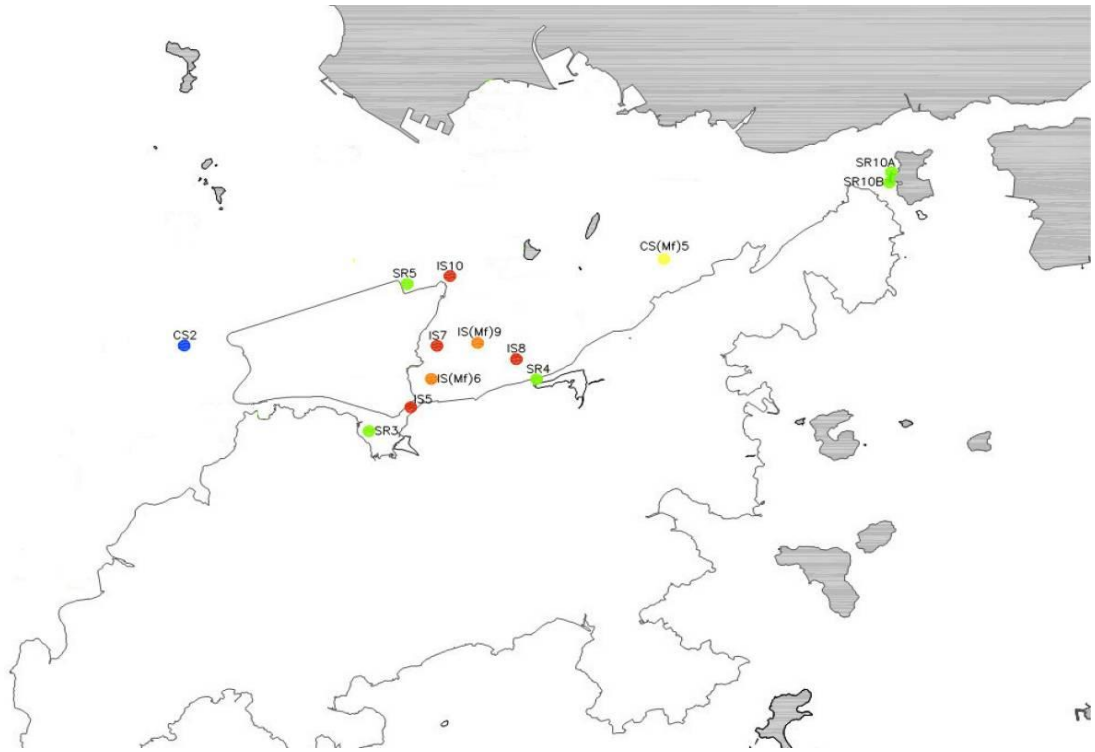 SR10A
SR10B
CS(Mf)5
IS10
SR5
CS2
IS7
IS(Mf)9
IS8
SR4
IS(Mf)6
IS5
SR3